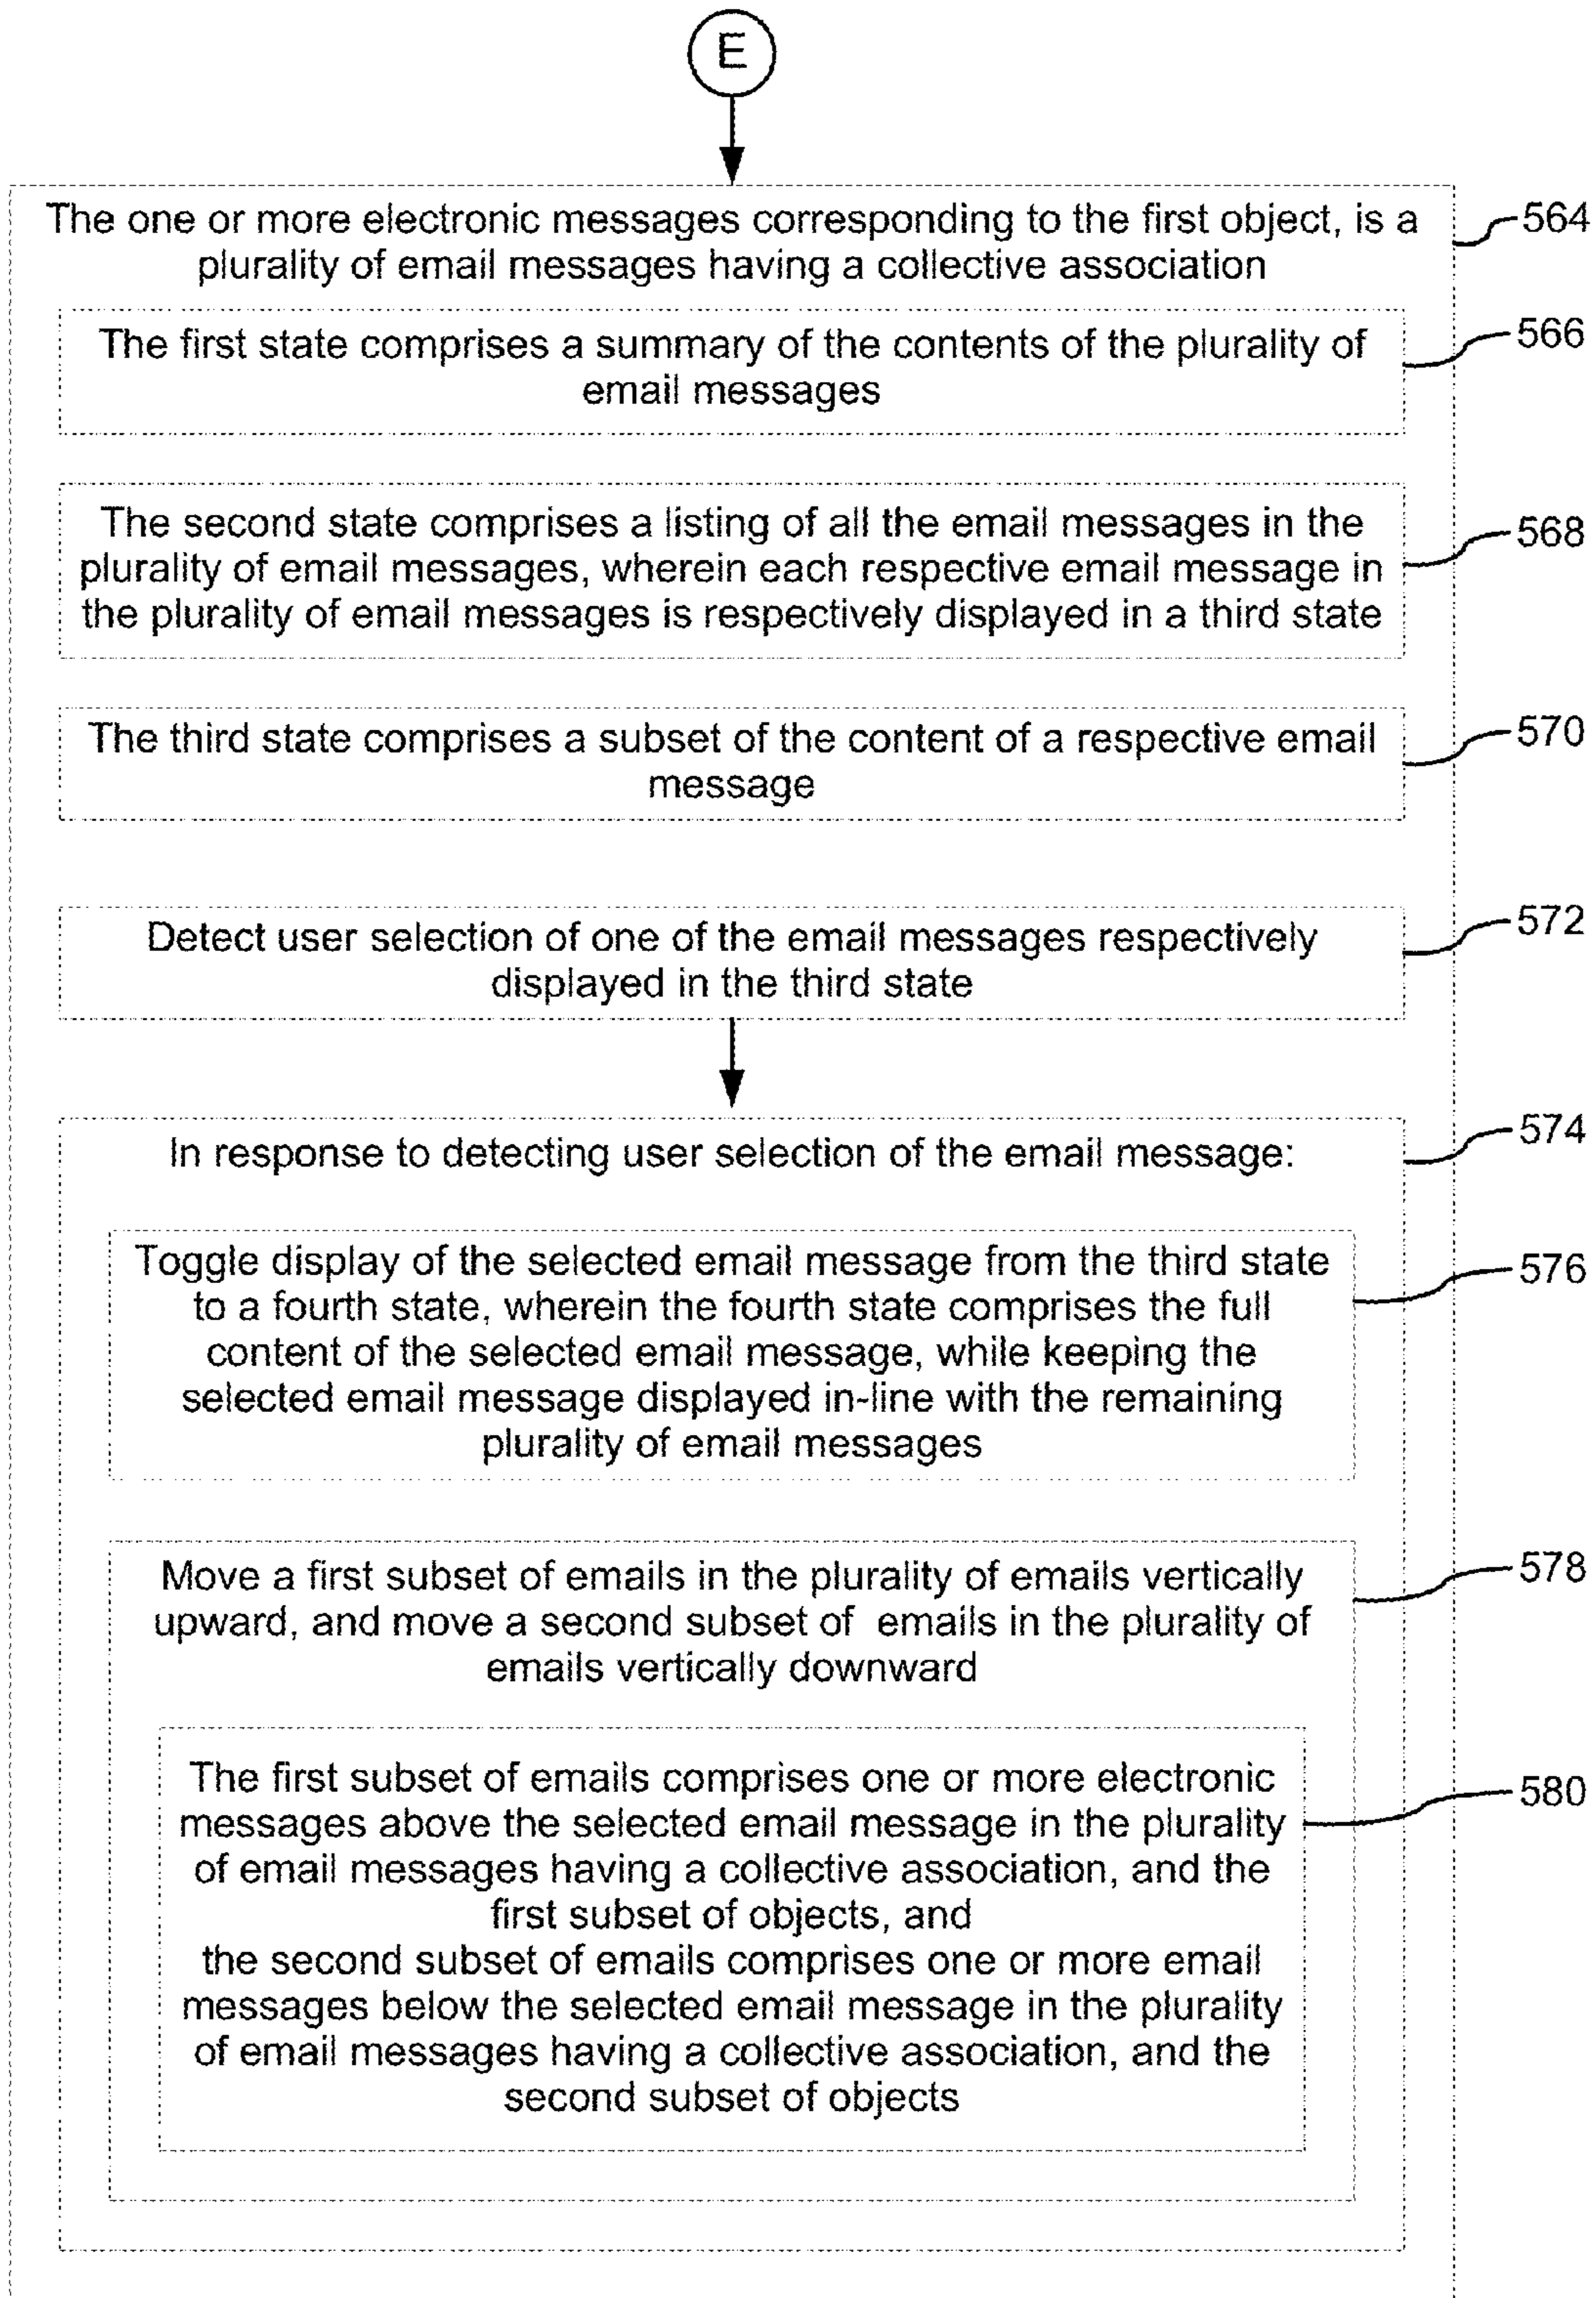 E
The one or more electronic messages corresponding to the first object, is a
plurality of email messages having a collective association
564
The first state comprises a summary of the contents of the plurality of
email messages
566
The second state comprises a listing of all the email messages in the
plurality of email messages, wherein each respective email message in
the plurality of email messages is respectively displayed in a third state
568
The third state comprises a subset of the content of a respective email
message
570
Detect user selection of one of the email messages respectively
displayed in the third state
572
In response to detecting user selection of the email message:
574
Toggle display of the selected email message from the third state
to a fourth state, wherein the fourth state comprises the full
content of the selected email message, while keeping the
selected email message displayed in-line with the remaining
plurality of email messages
576
Move a first subset of emails in the plurality of emails vertically
upward, and move a second subset of emails in the plurality of
emails vertically downward
578
The first subset of emails comprises one or more electronic
messages above the selected email message in the plurality
of email messages having a collective association, and the
first subset of objects, and
the second subset of emails comprises one or more email
messages below the selected email message in the plurality
of email messages having a collective association, and the
second subset of objects
580